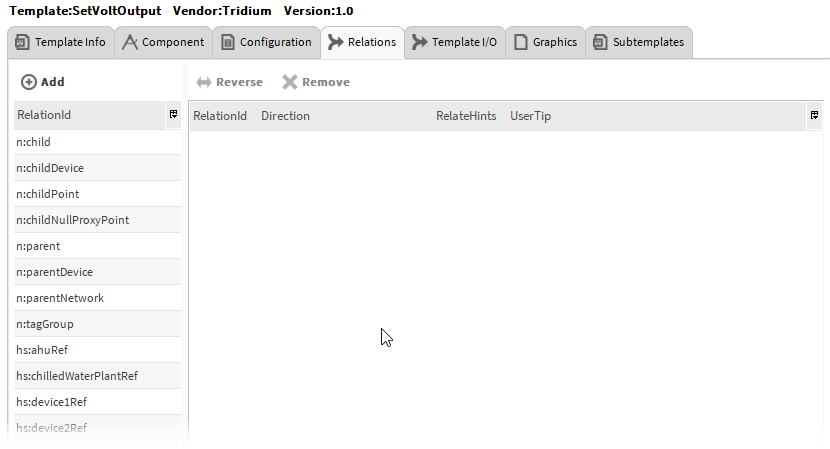 Template:SetVoltOutput Vendor:Tridium Version:1.0
Template Info Component Configuration Relations Template I/O Graphics Subtemplates
Add Reverse Remove
RelationId RelationId Direction RelateHints UserTip
n:child
n:childDevice
n:childPoint
n:childNullProxyPoint
n:parent
n:parentDevice
n:parentNetwork
n:tagGroup
hs:ahuRef
hs:chilledWaterPlantRef
hs:device1Ref
hs:device2Ref